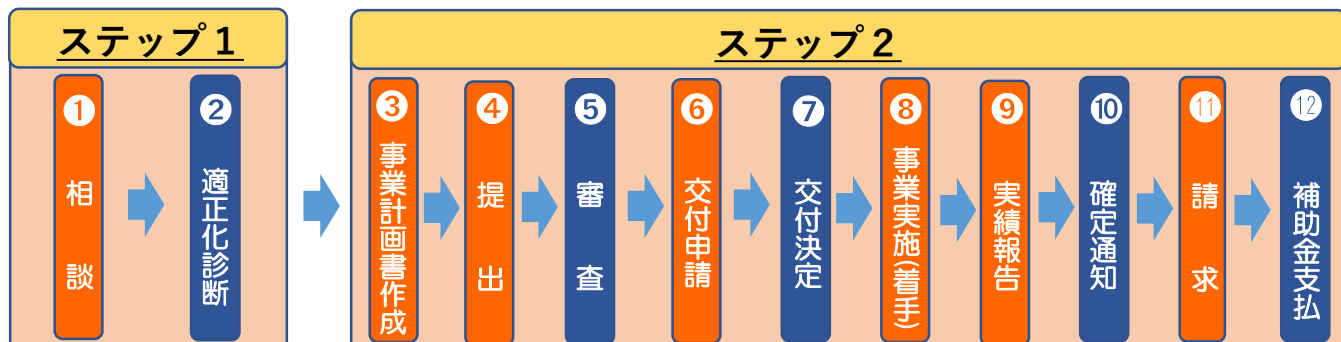 ステップ1
ステップ2
❶相談
❷適正化診断
❸事業計画書作成
❹提出
❺審査
❻交付申請
❼交付決定
❽事業実施(着手)
❾実績報告
❿確定通知
⓫請求
⓬補助金支払